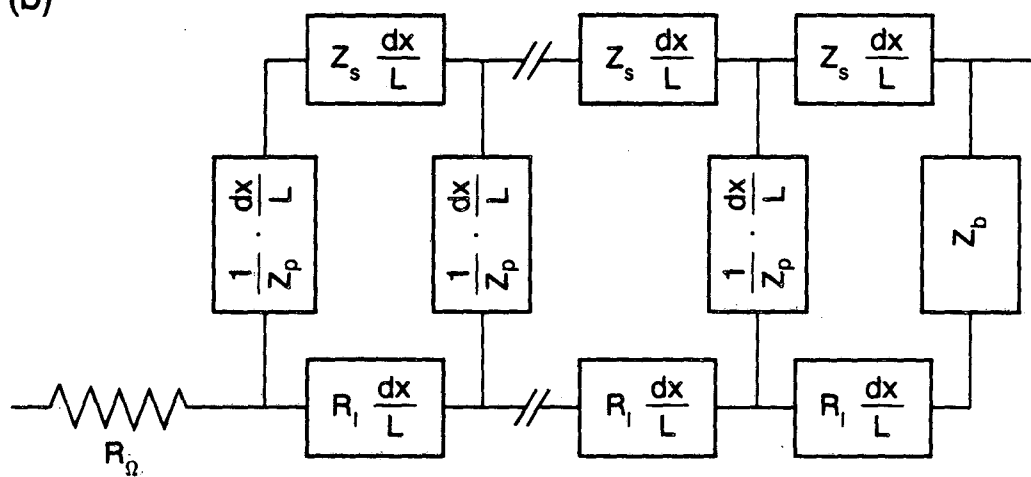 (b)
Z_s dx/L
Z_s dx/L
Z_s dx/L
1/Z_p · dx/L
1/Z_p · dx/L
1/Z_p · dx/L
Z_b
R_l dx/L
R_l dx/L
R_l dx/L
R_Ω